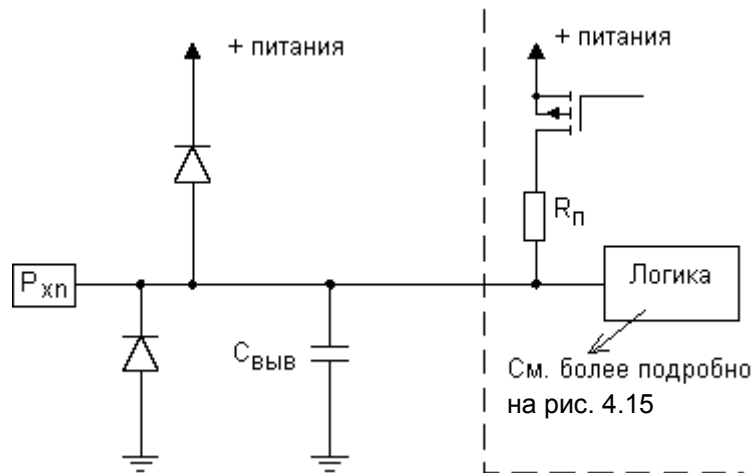 + питания
+ питания
Rп
Pxn
Логика
Cвыв
См. более подробно
на рис. 4.15